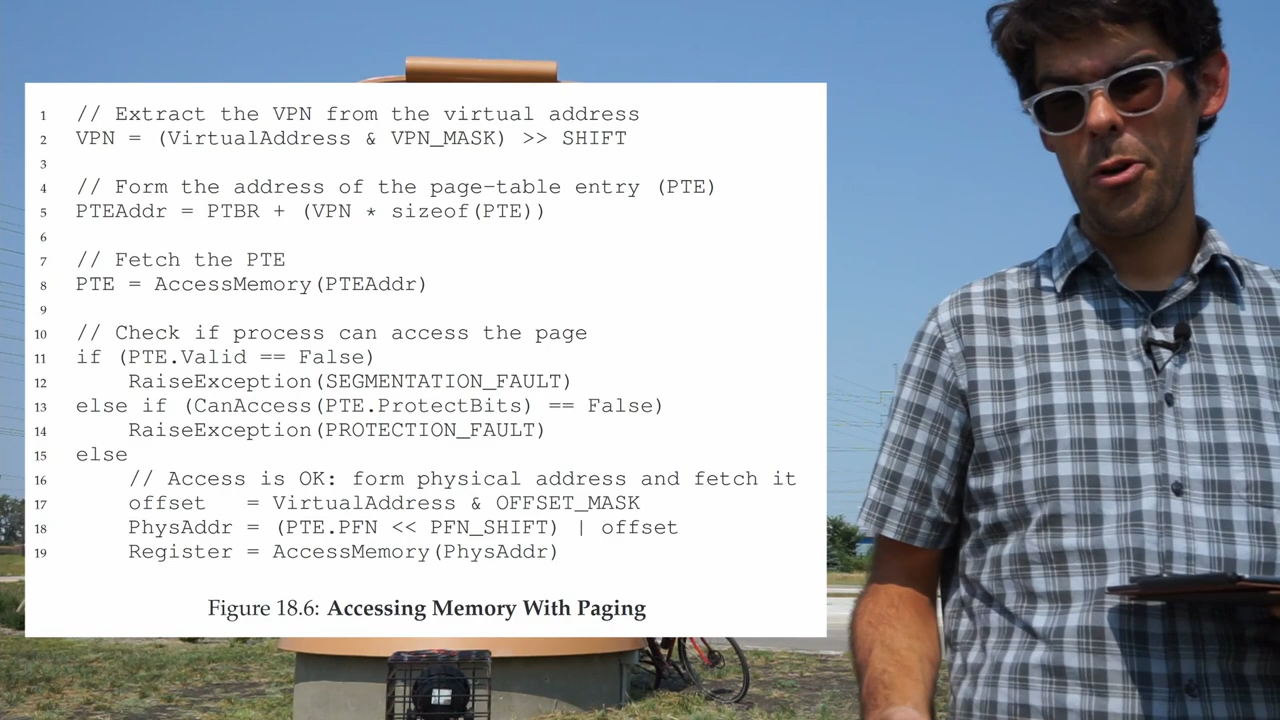 1 // Extract the VPN from the virtual address
2 VPN = (VirtualAddress & VPN_MASK) >> SHIFT
3
4 // Form the address of the page-table entry (PTE)
5 PTEAddr = PTBR + (VPN * sizeof(PTE))
6
7 // Fetch the PTE
8 PTE = AccessMemory(PTEAddr)
9
10 // Check if process can access the page
11 if (PTE.Valid == False)
12     RaiseException(SEGMENTATION_FAULT)
13 else if (CanAccess(PTE.ProtectBits) == False)
14     RaiseException(PROTECTION_FAULT)
15 else
16     // Access is OK: form physical address and fetch it
17     offset   = VirtualAddress & OFFSET_MASK
18     PhysAddr = (PTE.PFN << PFN_SHIFT) | offset
19     Register = AccessMemory(PhysAddr)
Figure 18.6: Accessing Memory With Paging